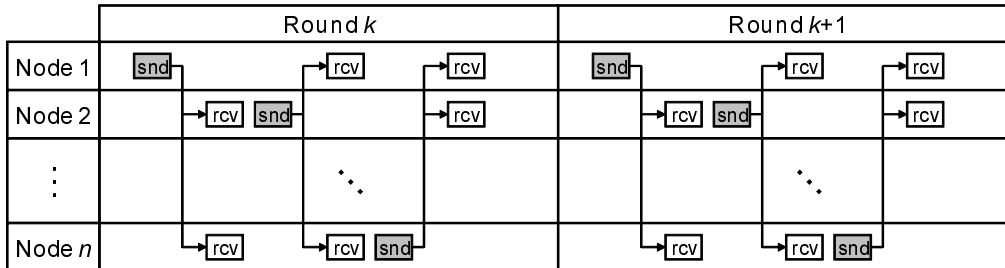 Round k Round k+1
Node 1 snd rcv rcv snd rcv rcv
Node 2 rcv snd rcv rcv snd rcv
Node n rcv rcv snd rcv rcv snd